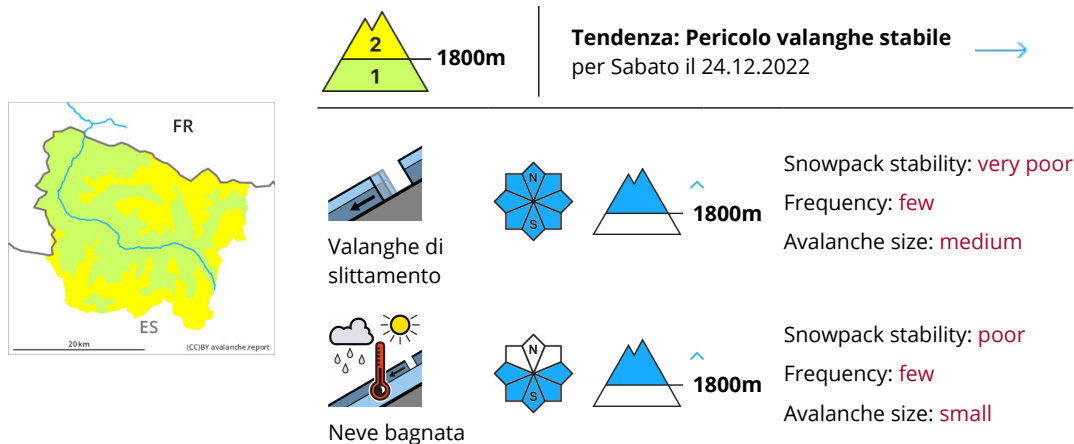 2
1
1800m
Tendenza: Pericolo valanghe stabile
per Sabato il 24.12.2022
FR
ES
20 km
(CC)BY avalanche.report
Valanghe di
slittamento
N
S
1800m
Snowpack stability: very poor
Frequency: few
Avalanche size: medium
Neve bagnata
N
S
1800m
Snowpack stability: poor
Frequency: few
Avalanche size: small